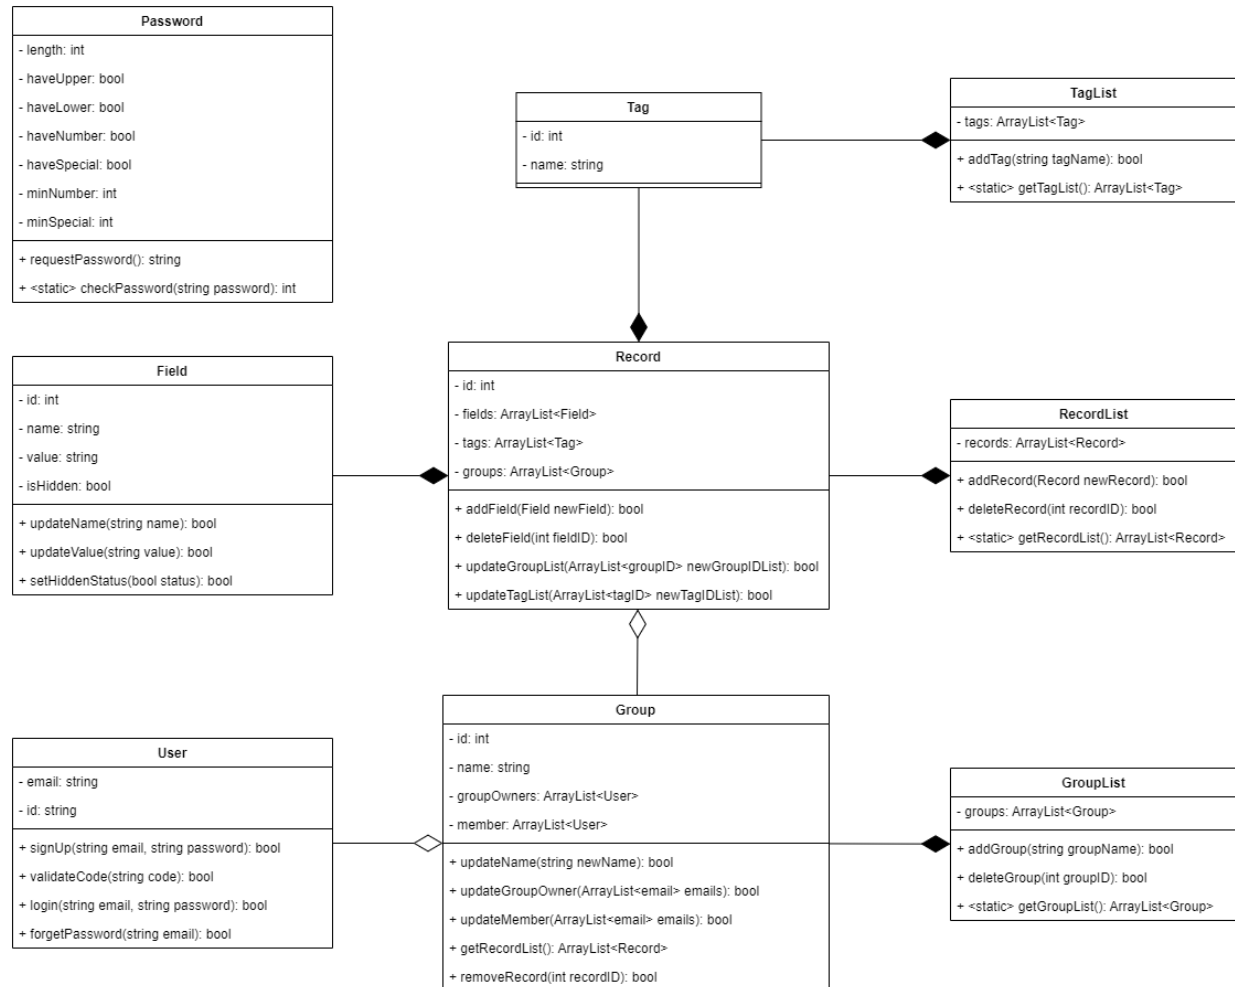 Password
- length: int
- haveUpper: bool
- haveLower: bool
- haveNumber: bool
- haveSpecial: bool
- minNumber: int
- minSpecial: int
+ requestPassword(): string
+ <static> checkPassword(string password): int
Tag
- id: int
- name: string
TagList
- tags: ArrayList<Tag>
+ addTag(string tagName): bool
+ <static> getTagList(): ArrayList<Tag>
Field
- id: int
- name: string
- value: string
- isHidden: bool
+ updateName(string name): bool
+ updateValue(string value): bool
+ setHiddenStatus(bool status): bool
Record
- id: int
- fields: ArrayList<Field>
- tags: ArrayList<Tag>
- groups: ArrayList<Group>
+ addField(Field newField): bool
+ deleteField(int fieldID): bool
+ updateGroupList(ArrayList<groupID> newGroupIDList): bool
+ updateTagList(ArrayList<tagID> newTagIDList): bool
RecordList
- records: ArrayList<Record>
+ addRecord(Record newRecord): bool
+ deleteRecord(int recordID): bool
+ <static> getRecordList(): ArrayList<Record>
User
- email: string
- id: string
+ signUp(string email, string password): bool
+ validateCode(string code): bool
+ login(string email, string password): bool
+ forgetPassword(string email): bool
Group
- id: int
- name: string
- groupOwners: ArrayList<User>
- member: ArrayList<User>
+ updateName(string newName): bool
+ updateGroupOwner(ArrayList<email> emails): bool
+ updateMember(ArrayList<email> emails): bool
+ getRecordList(): ArrayList<Record>
+ removeRecord(int recordID): bool
GroupList
- groups: ArrayList<Group>
+ addGroup(string groupName): bool
+ deleteGroup(int groupID): bool
+ <static> getGroupList(): ArrayList<Group>